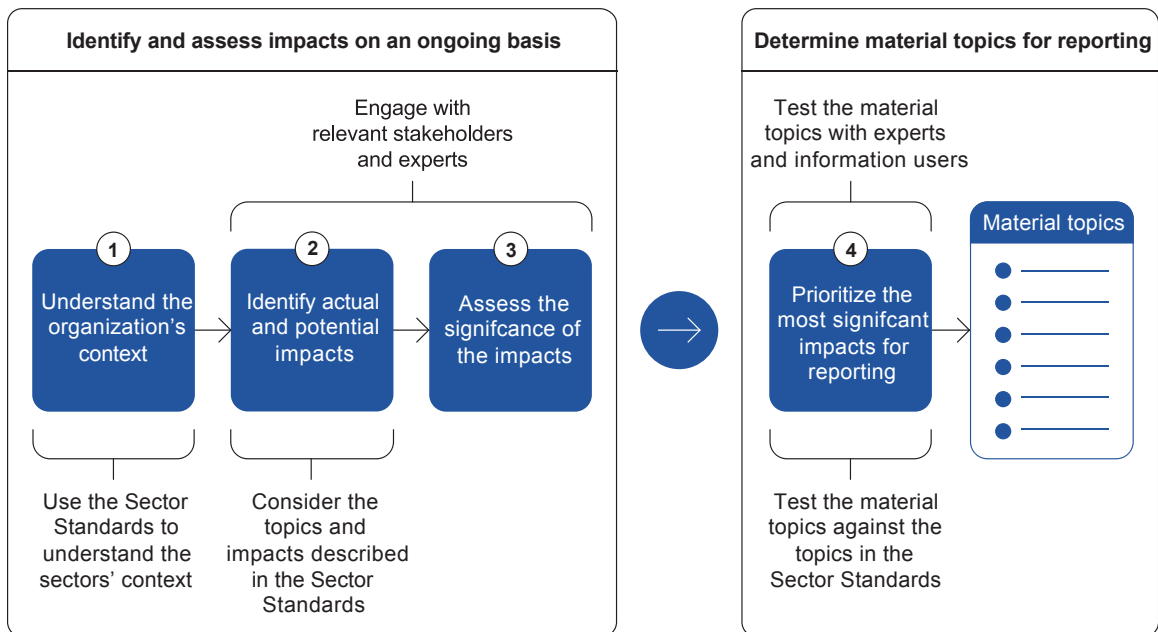 Identify and assess impacts on an ongoing basis
Engage with
relevant stakeholders
and experts
1
Understand the
organization’s
context
2
Identify actual
and potential
impacts
3
Assess the
signifcance of
the impacts
Use the Sector
Standards to
understand the
sectors’ context
Consider the
topics and
impacts described
in the Sector
Standards
Determine material topics for reporting
Test the material
topics with experts
and information users
4
Prioritize the
most signifcant
impacts for
reporting
Material topics
Test the material
topics against the
topics in the
Sector Standards